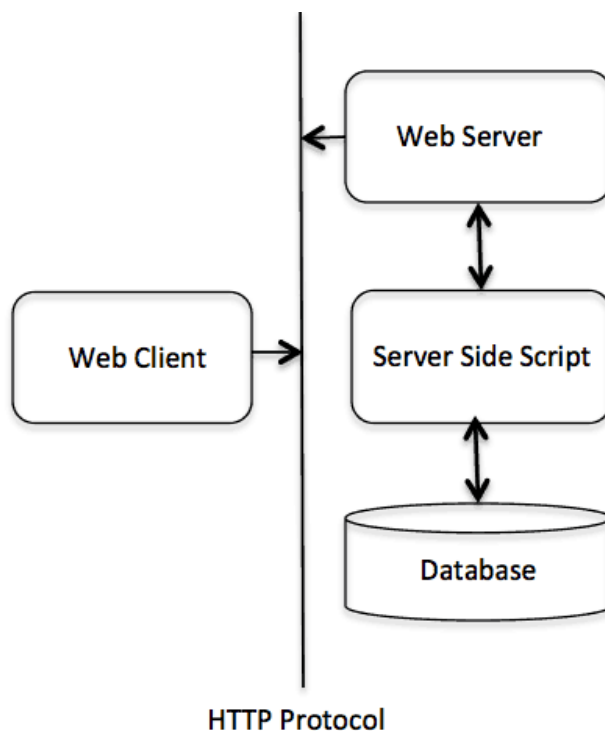 Web Server
Web Client
Server Side Script
Database
HTTP Protocol